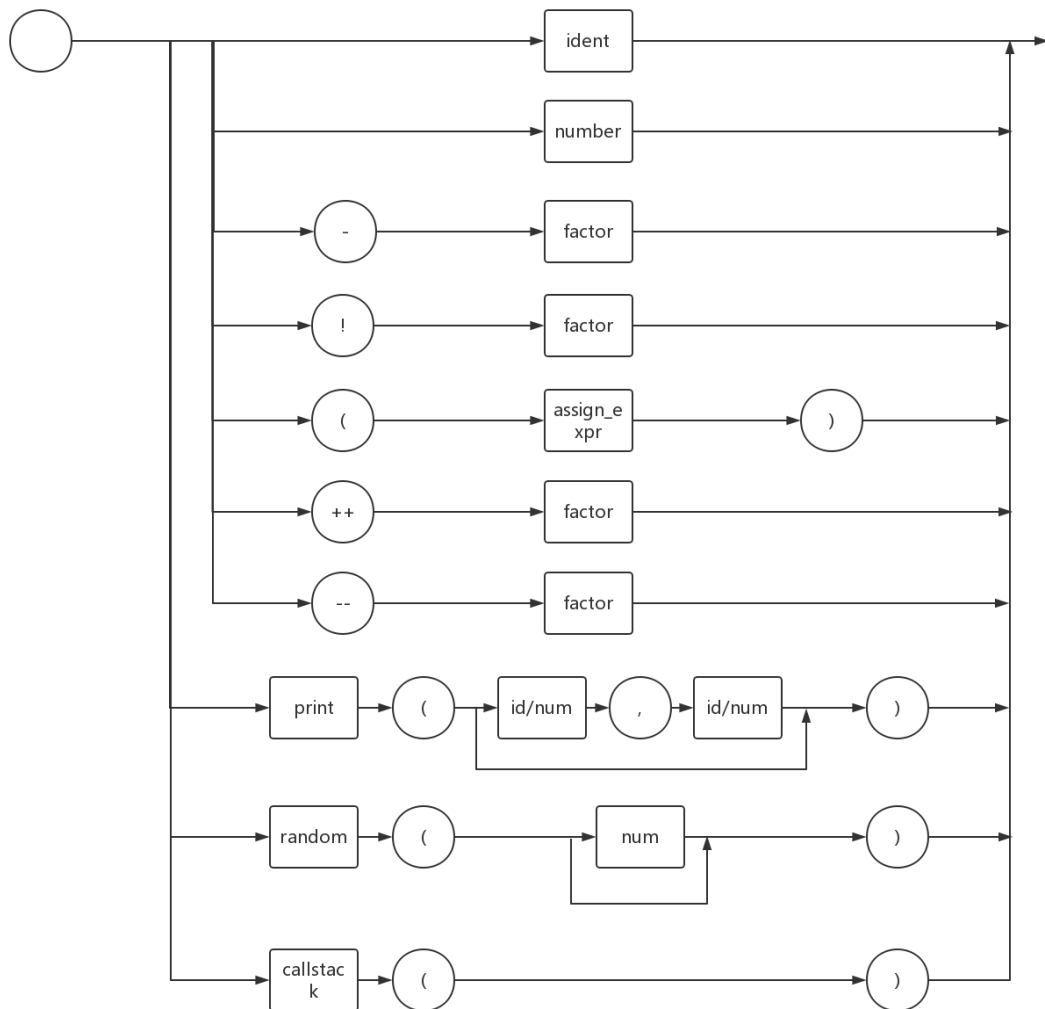 ident
number
- factor
! factor
( assign_e
xpr )
++ factor
-- factor
print ( id/num , id/num )
random ( num )
callstac
k ( )